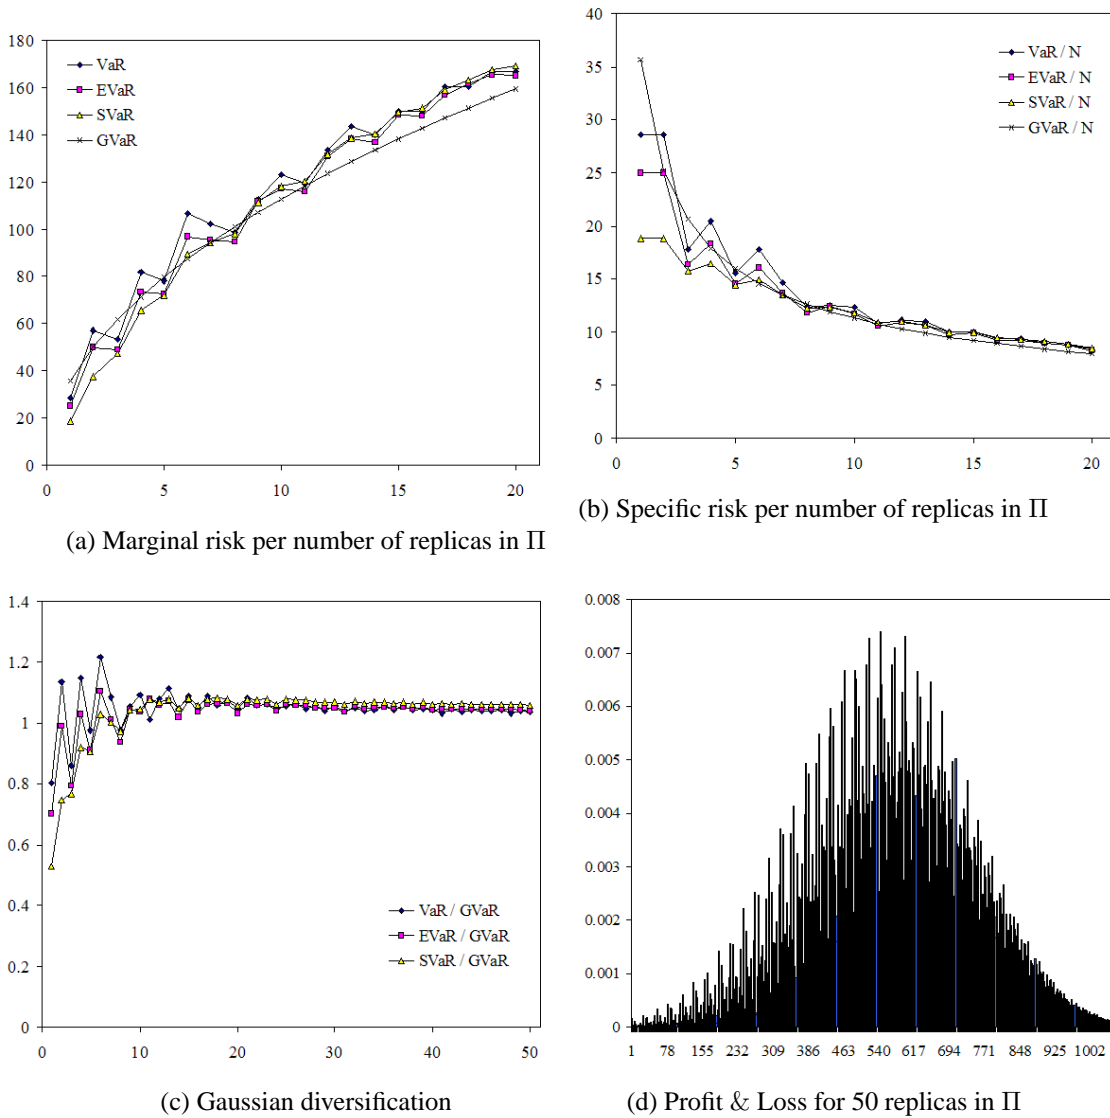 180
160
140
120
100
80
60
40
20
0
VaR
EVaR
SVaR
GVaR
0 5 10 15 20
(a) Marginal risk per number of replicas in Π
40
35
30
25
20
15
10
5
0
VaR / N
EVaR / N
SVaR / N
GVaR / N
0 5 10 15 20
(b) Specific risk per number of replicas in Π
1.4
1.2
1
0.8
0.6
0.4
0.2
0
VaR / GVaR
EVaR / GVaR
SVaR / GVaR
0 10 20 30 40 50
(c) Gaussian diversification
0.008
0.007
0.006
0.005
0.004
0.003
0.002
0.001
0
1 78 155 232 309 386 463 540 617 694 771 848 925 1002
(d) Profit & Loss for 50 replicas in Π